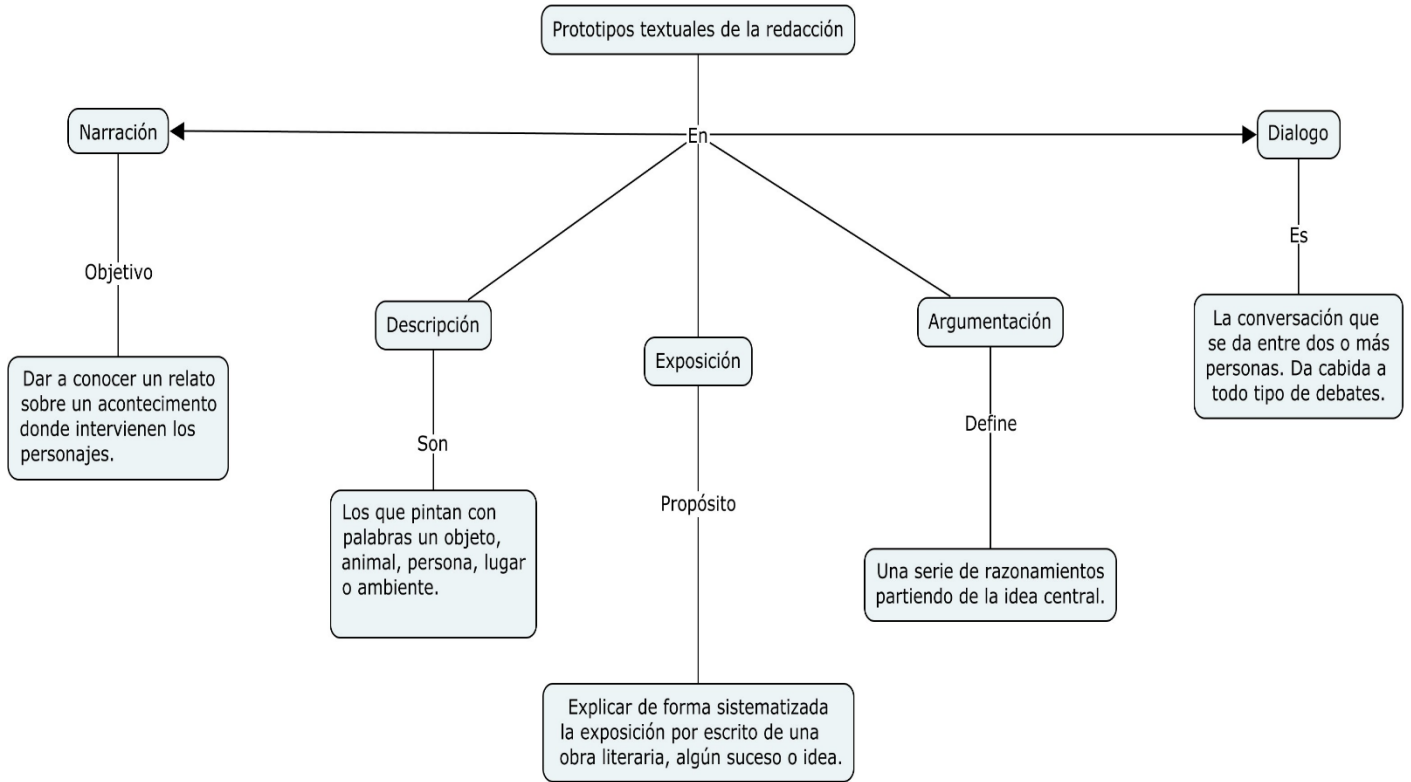 Prototipos textuales de la redacción
En
Narración
Dialogo
Objetivo
Es
Descripción
Exposición
Argumentación
Dar a conocer un relato
sobre un acontecimiento
donde intervienen los
personajes.
Son
Los que pintan con
palabras un objeto,
animal, persona, lugar
o ambiente.
Propósito
Explicar de forma sistematizada
la exposición por escrito de una
obra literaria, algún suceso o idea.
Define
Una serie de razonamientos
partiendo de la idea central.
La conversación que
se da entre dos o más
personas. Da cabida a
todo tipo de debates.